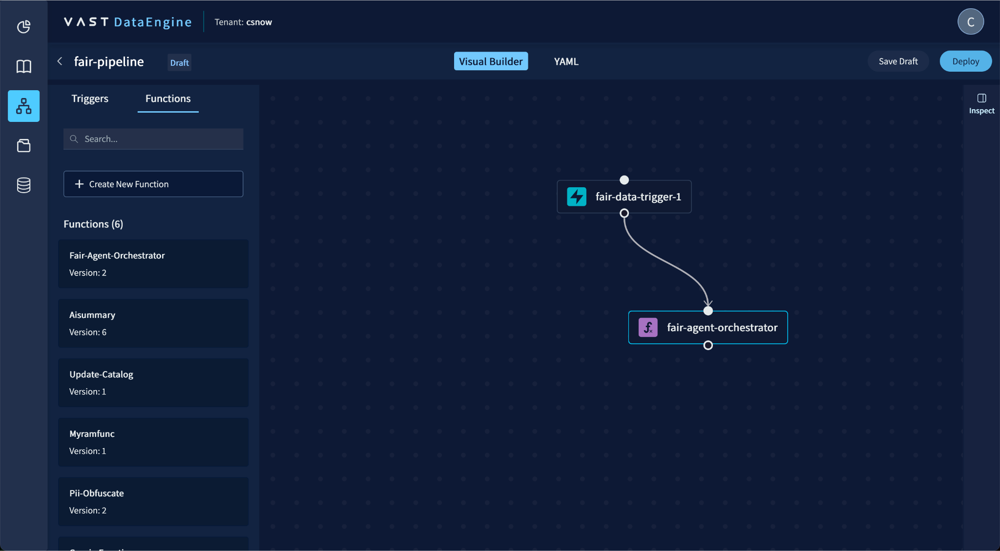 VAST DataEngine
Tenant: csnow
C
fair-pipeline
Draft
Visual Builder
YAML
Save Draft
Deploy
Triggers
Functions
Inspect
Search...
Create New Function
Functions (6)
Fair-Agent-Orchestrator
Version: 2
Aisummary
Version: 6
Update-Catalog
Version: 1
Myramfunc
Version: 1
Pii-Obfuscate
Version: 2
fair-data-trigger-1
fair-agent-orchestrator